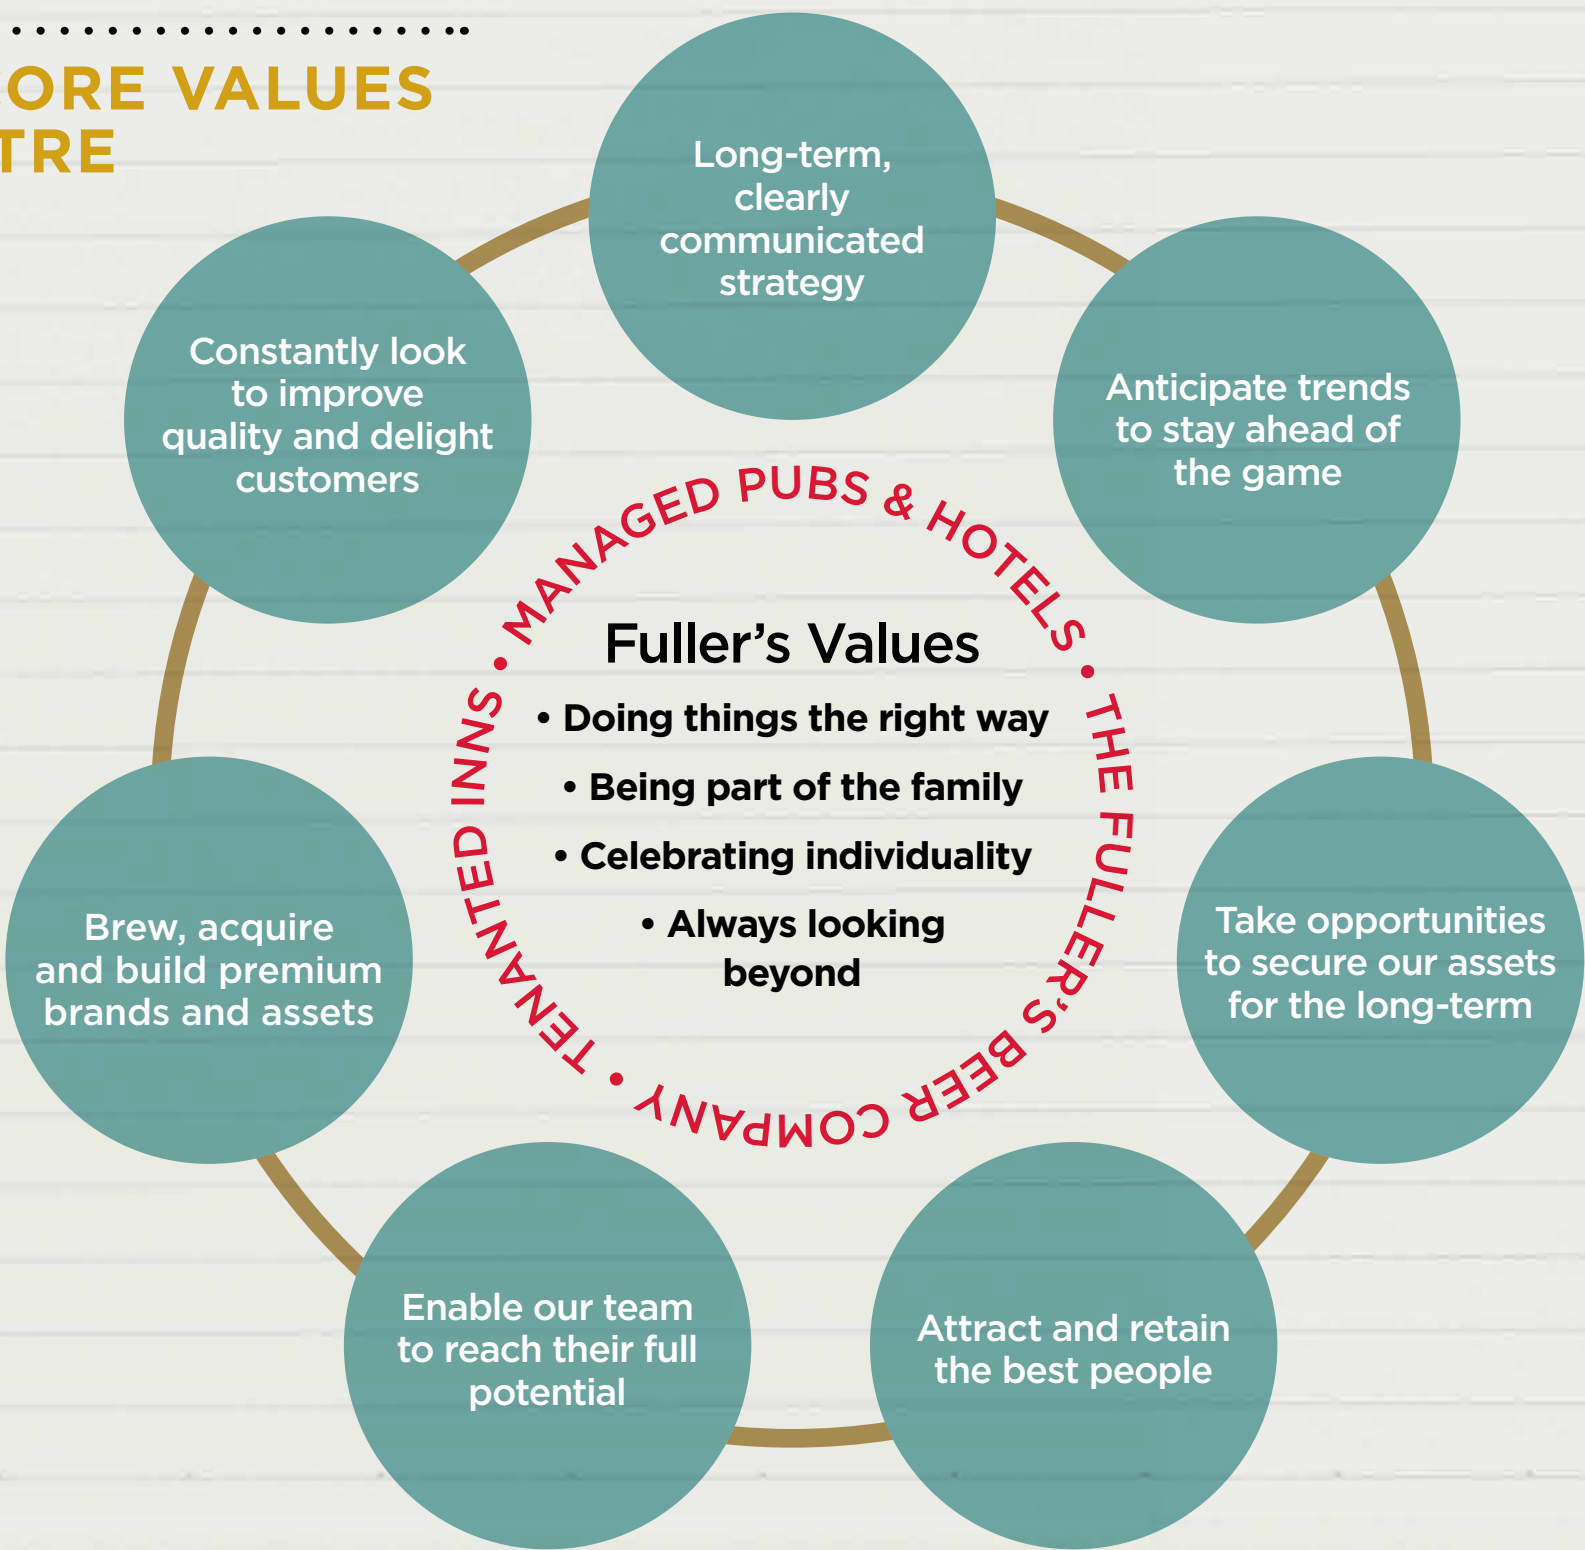 CORE VALUES
TRE
Long-term,
clearly
communicated
strategy
Anticipate trends
to stay ahead of
the game
Take opportunities
to secure our assets
for the long-term
Attract and retain
the best people
Enable our team
to reach their full
potential
Brew, acquire
and build premium
brands and assets
Constantly look
to improve
quality and delight
customers
• MANAGED PUBS & HOTELS • THE FULLER’S BEER COMPANY • TENANTED INNS
Fuller’s Values
• Doing things the right way
• Being part of the family
• Celebrating individuality
• Always looking
beyond